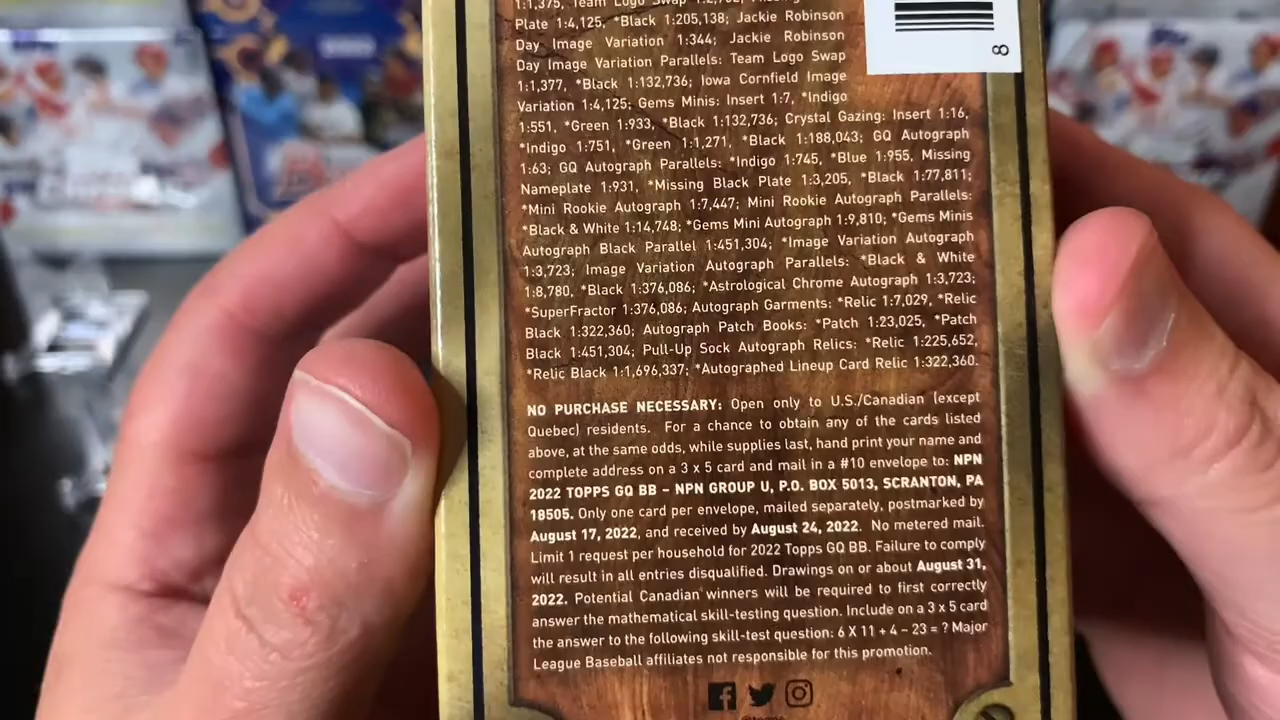 1:1,375, Team Logo Swap
Plate 1:4,125, *Black 1:205,138; Jackie Robinson
Day Image Variation 1:344; Jackie Robinson
Day Image Variation Parallels: Team Logo Swap
1:1,377, *Black 1:132,736; Iowa Cornfield Image
Variation 1:4,125; Gems Minis: Insert 1:7, *Indigo
1:551, *Green 1:933, *Black 1:132,736; Crystal Gazing: Insert 1:16,
*Indigo 1:751, *Green 1:1,271, *Black 1:188,043; GQ Autograph
1:63; GQ Autograph Parallels: *Indigo 1:745, *Blue 1:955, Missing
Nameplate 1:931, *Missing Black Plate 1:3,205, *Black 1:77,811;
*Mini Rookie Autograph 1:7,447; Mini Rookie Autograph Parallels:
*Black & White 1:14,748; *Gems Mini Autograph 1:9,810; *Gems Minis
Autograph Black Parallel 1:451,304; *Image Variation Autograph
1:3,723; Image Variation Autograph Parallels: *Black & White
1:8,780, *Black 1:376,086; *Astrological Chrome Autograph 1:3,723;
*SuperFractor 1:376,086; Autograph Garments: *Relic 1:7,029, *Relic
Black 1:322,360; Autograph Patch Books: *Patch 1:23,025, *Patch
Black 1:451,304; Pull-Up Sock Autograph Relics: *Relic 1:225,652,
*Relic Black 1:1,696,337; *Autographed Lineup Card Relic 1:322,360.
NO PURCHASE NECESSARY: Open only to U.S./Canadian (except
Quebec) residents. For a chance to obtain any of the cards listed
above, at the same odds, while supplies last, hand print your name and
complete address on a 3 x 5 card and mail in a #10 envelope to: NPN
2022 TOPPS GQ BB – NPN GROUP U, P.O. BOX 5013, SCRANTON, PA
18505. Only one card per envelope, mailed separately, postmarked by
August 17, 2022, and received by August 24, 2022. No metered mail.
Limit 1 request per household for 2022 Topps GQ BB. Failure to comply
will result in all entries disqualified. Drawings on or about August 31,
2022. Potential Canadian winners will be required to first correctly
answer the mathematical skill-testing question. Include on a 3 x 5 card
the answer to the following skill-test question: 6 X 11 + 4 – 23 = ? Major
League Baseball affiliates not responsible for this promotion.
8